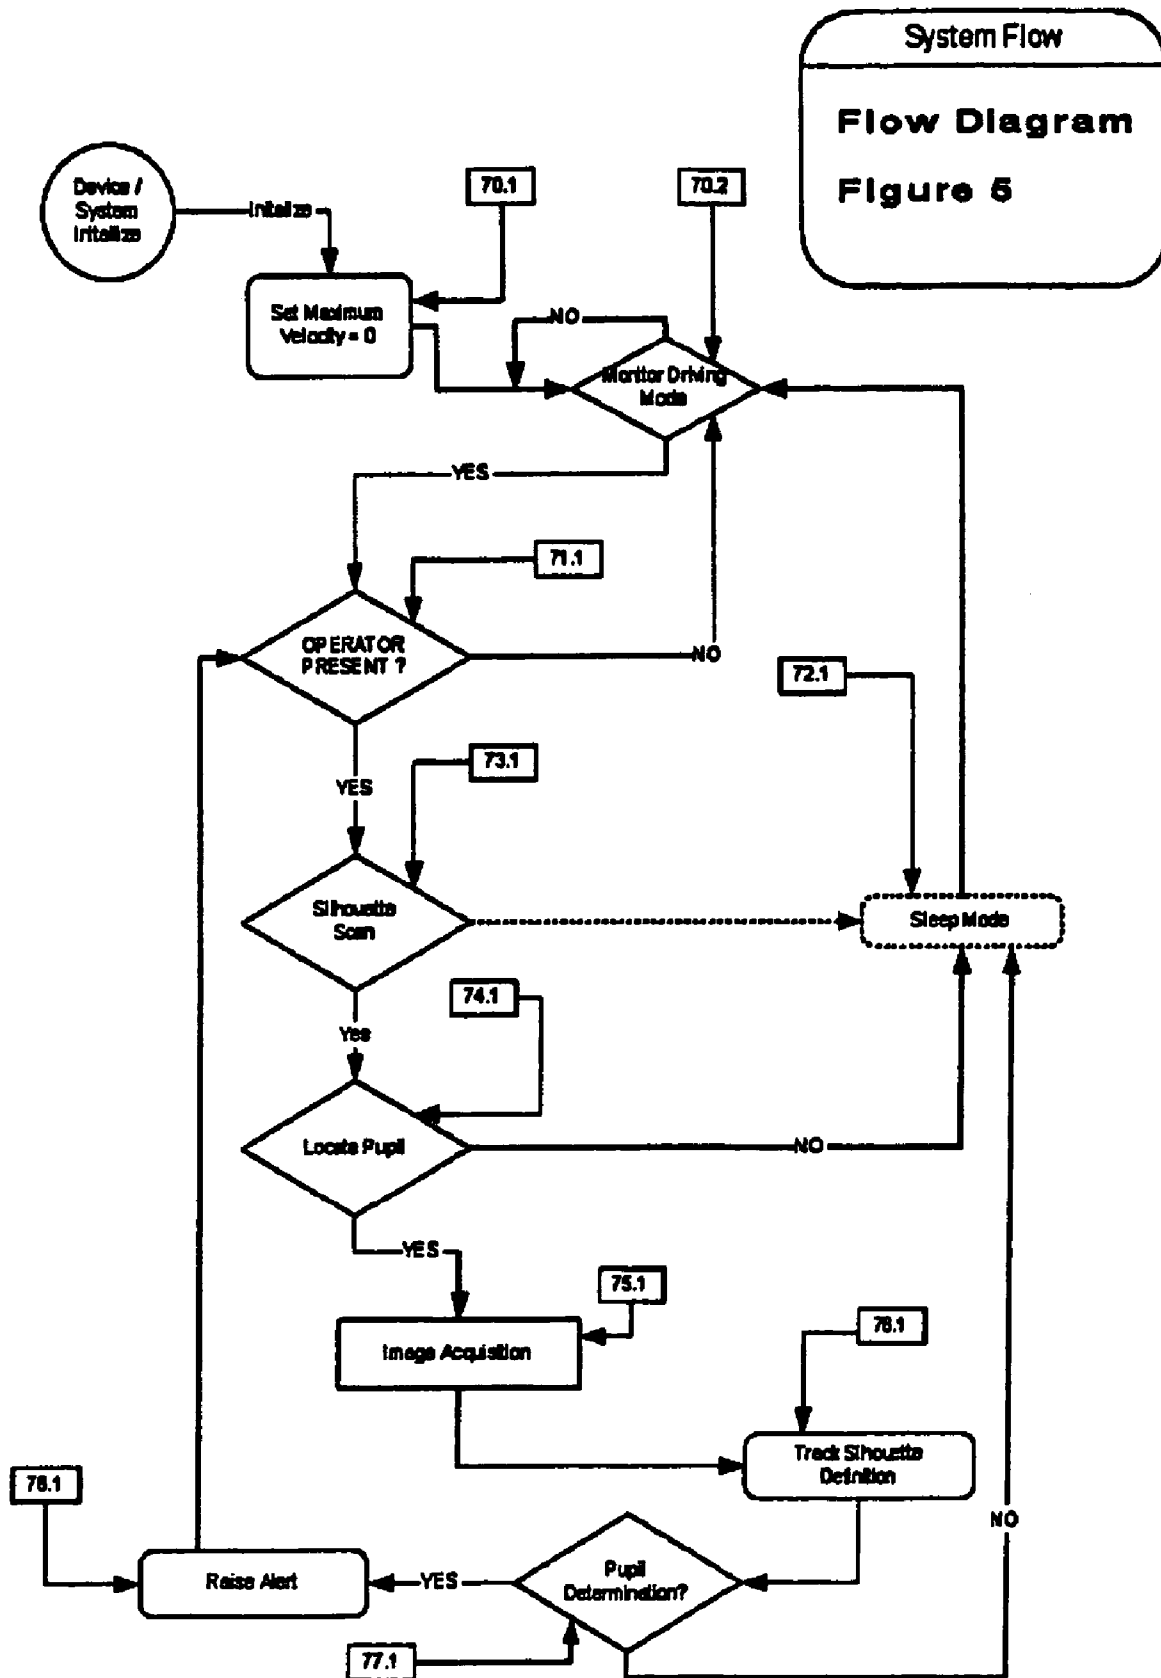 System Flow
Flow Diagram
Figure 5
Device /
System
Initialize
Initialize
70.1
70.2
Set Maximum
Velocity = 0
NO
Monitor Driving
Mode
YES
71.1
OPERATOR
PRESENT ?
NO
72.1
YES
73.1
Silhouette
Scan
Sleep Mode
74.1
Yes
Locate Pupil
NO
YES
75.1
Image Acquisition
76.1
Track Silhouette
Definition
78.1
NO
Raise Alert
YES
Pupil
Determination?
77.1